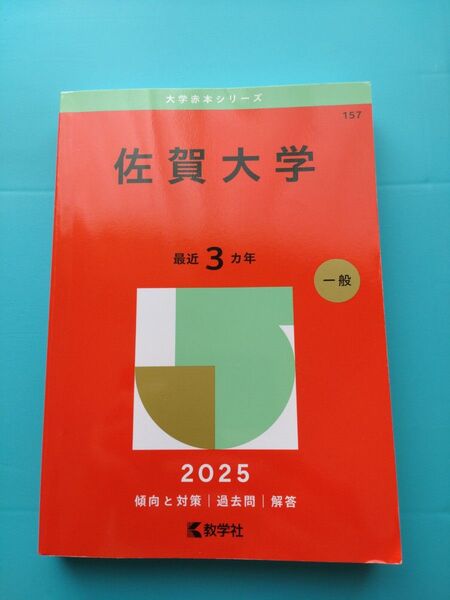 大学赤本シリーズ
157
佐賀大学
最近 3 カ年
一般
2025
傾向と対策｜過去問｜解答
教学社